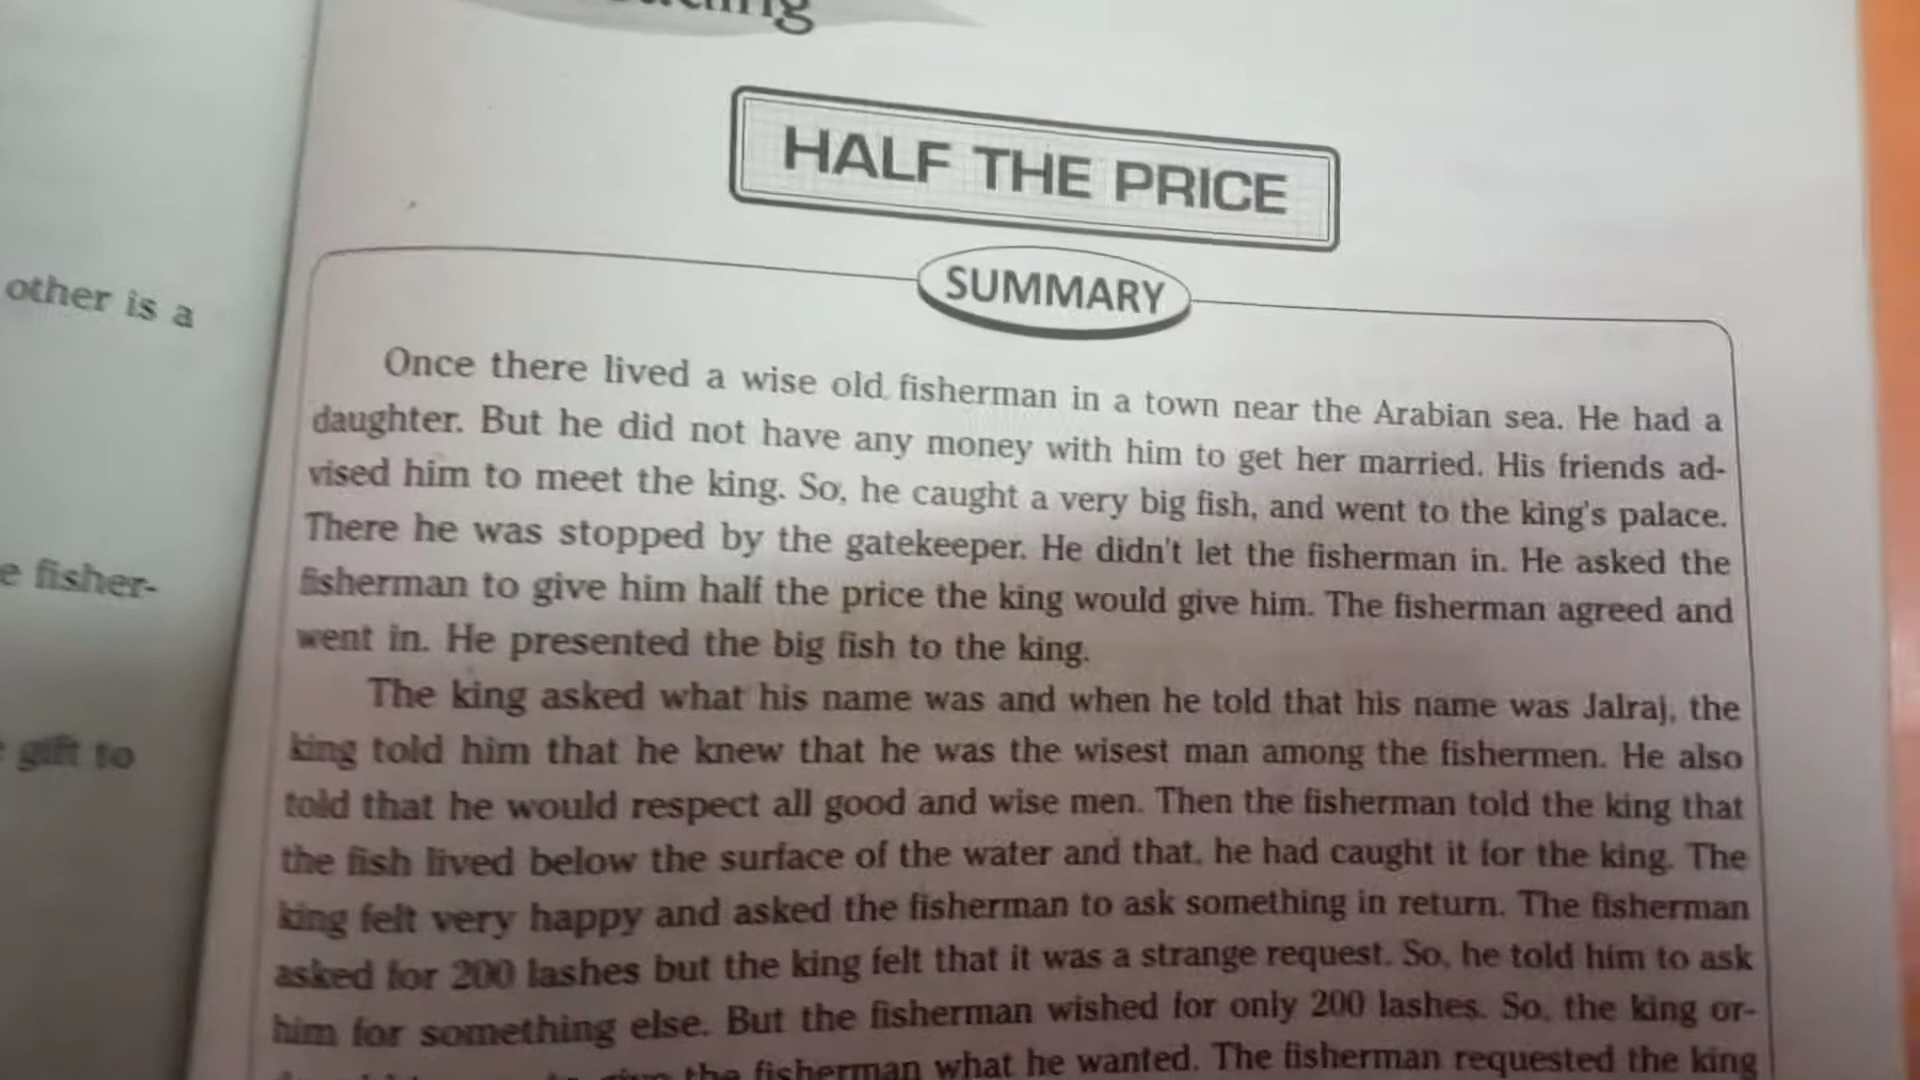 HALF THE PRICE
SUMMARY
other is a
e fisher-
gift to
Once there lived a wise old fisherman in a town near the Arabian sea. He had a
daughter. But he did not have any money with him to get her married. His friends ad-
vised him to meet the king. So, he caught a very big fish, and went to the king's palace.
There he was stopped by the gatekeeper. He didn't let the fisherman in. He asked the
fisherman to give him half the price the king would give him. The fisherman agreed and
went in. He presented the big fish to the king.
The king asked what his name was and when he told that his name was Jalraj, the
king told him that he knew that he was the wisest man among the fishermen. He also
told that he would respect all good and wise men. Then the fisherman told the king that
the fish lived below the surface of the water and that, he had caught it for the king. The
king felt very happy and asked the fisherman to ask something in return. The fisherman
asked for 200 lashes but the king felt that it was a strange request. So, he told him to ask
him for something else. But the fisherman wished for only 200 lashes. So, the king or-
the fisherman what he wanted. The fisherman requested the king